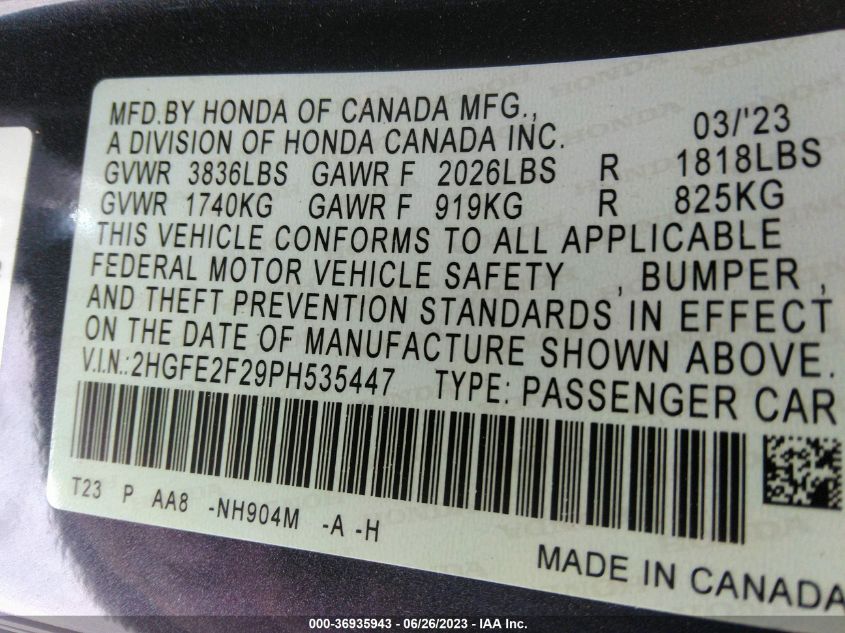 MFD.BY HONDA OF CANADA MFG.,
A DIVISION OF HONDA CANADA INC. 03/'23
GVWR 3836LBS GAWR F 2026LBS R 1818LBS
GVWR 1740KG GAWR F 919KG R 825KG
THIS VEHICLE CONFORMS TO ALL APPLICABLE
FEDERAL MOTOR VEHICLE SAFETY , BUMPER ,
AND THEFT PREVENTION STANDARDS IN EFFECT
ON THE DATE OF MANUFACTURE SHOWN ABOVE.
V.I.N.:2HGFE2F29PH535447 TYPE: PASSENGER CAR
T23 P AA8 -NH904M -A -H
MADE IN CANADA
000-36935943 - 06/26/2023 - IAA Inc.